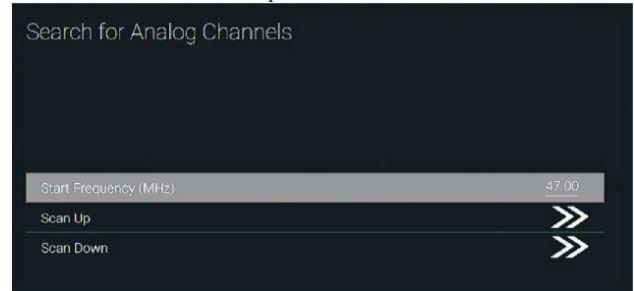 Search for Analog Channels
Start Frequency (MHz) 47.00
Scan Up
Scan Down